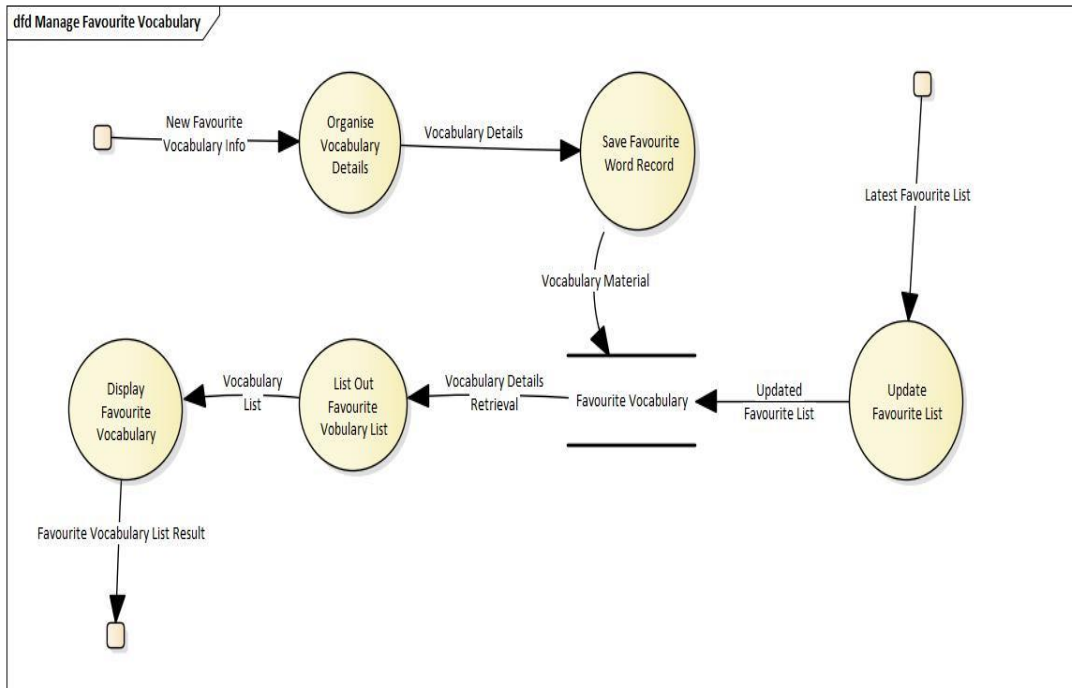 dfd Manage Favourite Vocabulary
New Favourite
Vocabulary Info
Organise
Vocabulary
Details
Vocabulary Details
Save Favourite
Word Record
Latest Favourite List
Vocabulary Material
Display
Favourite
Vocabulary
Vocabulary
List
List Out
Favourite
Vobulary List
Vocabulary Details
Retrieval
Favourite Vocabulary
Updated
Favourite List
Update
Favourite List
Favourite Vocabulary List Result